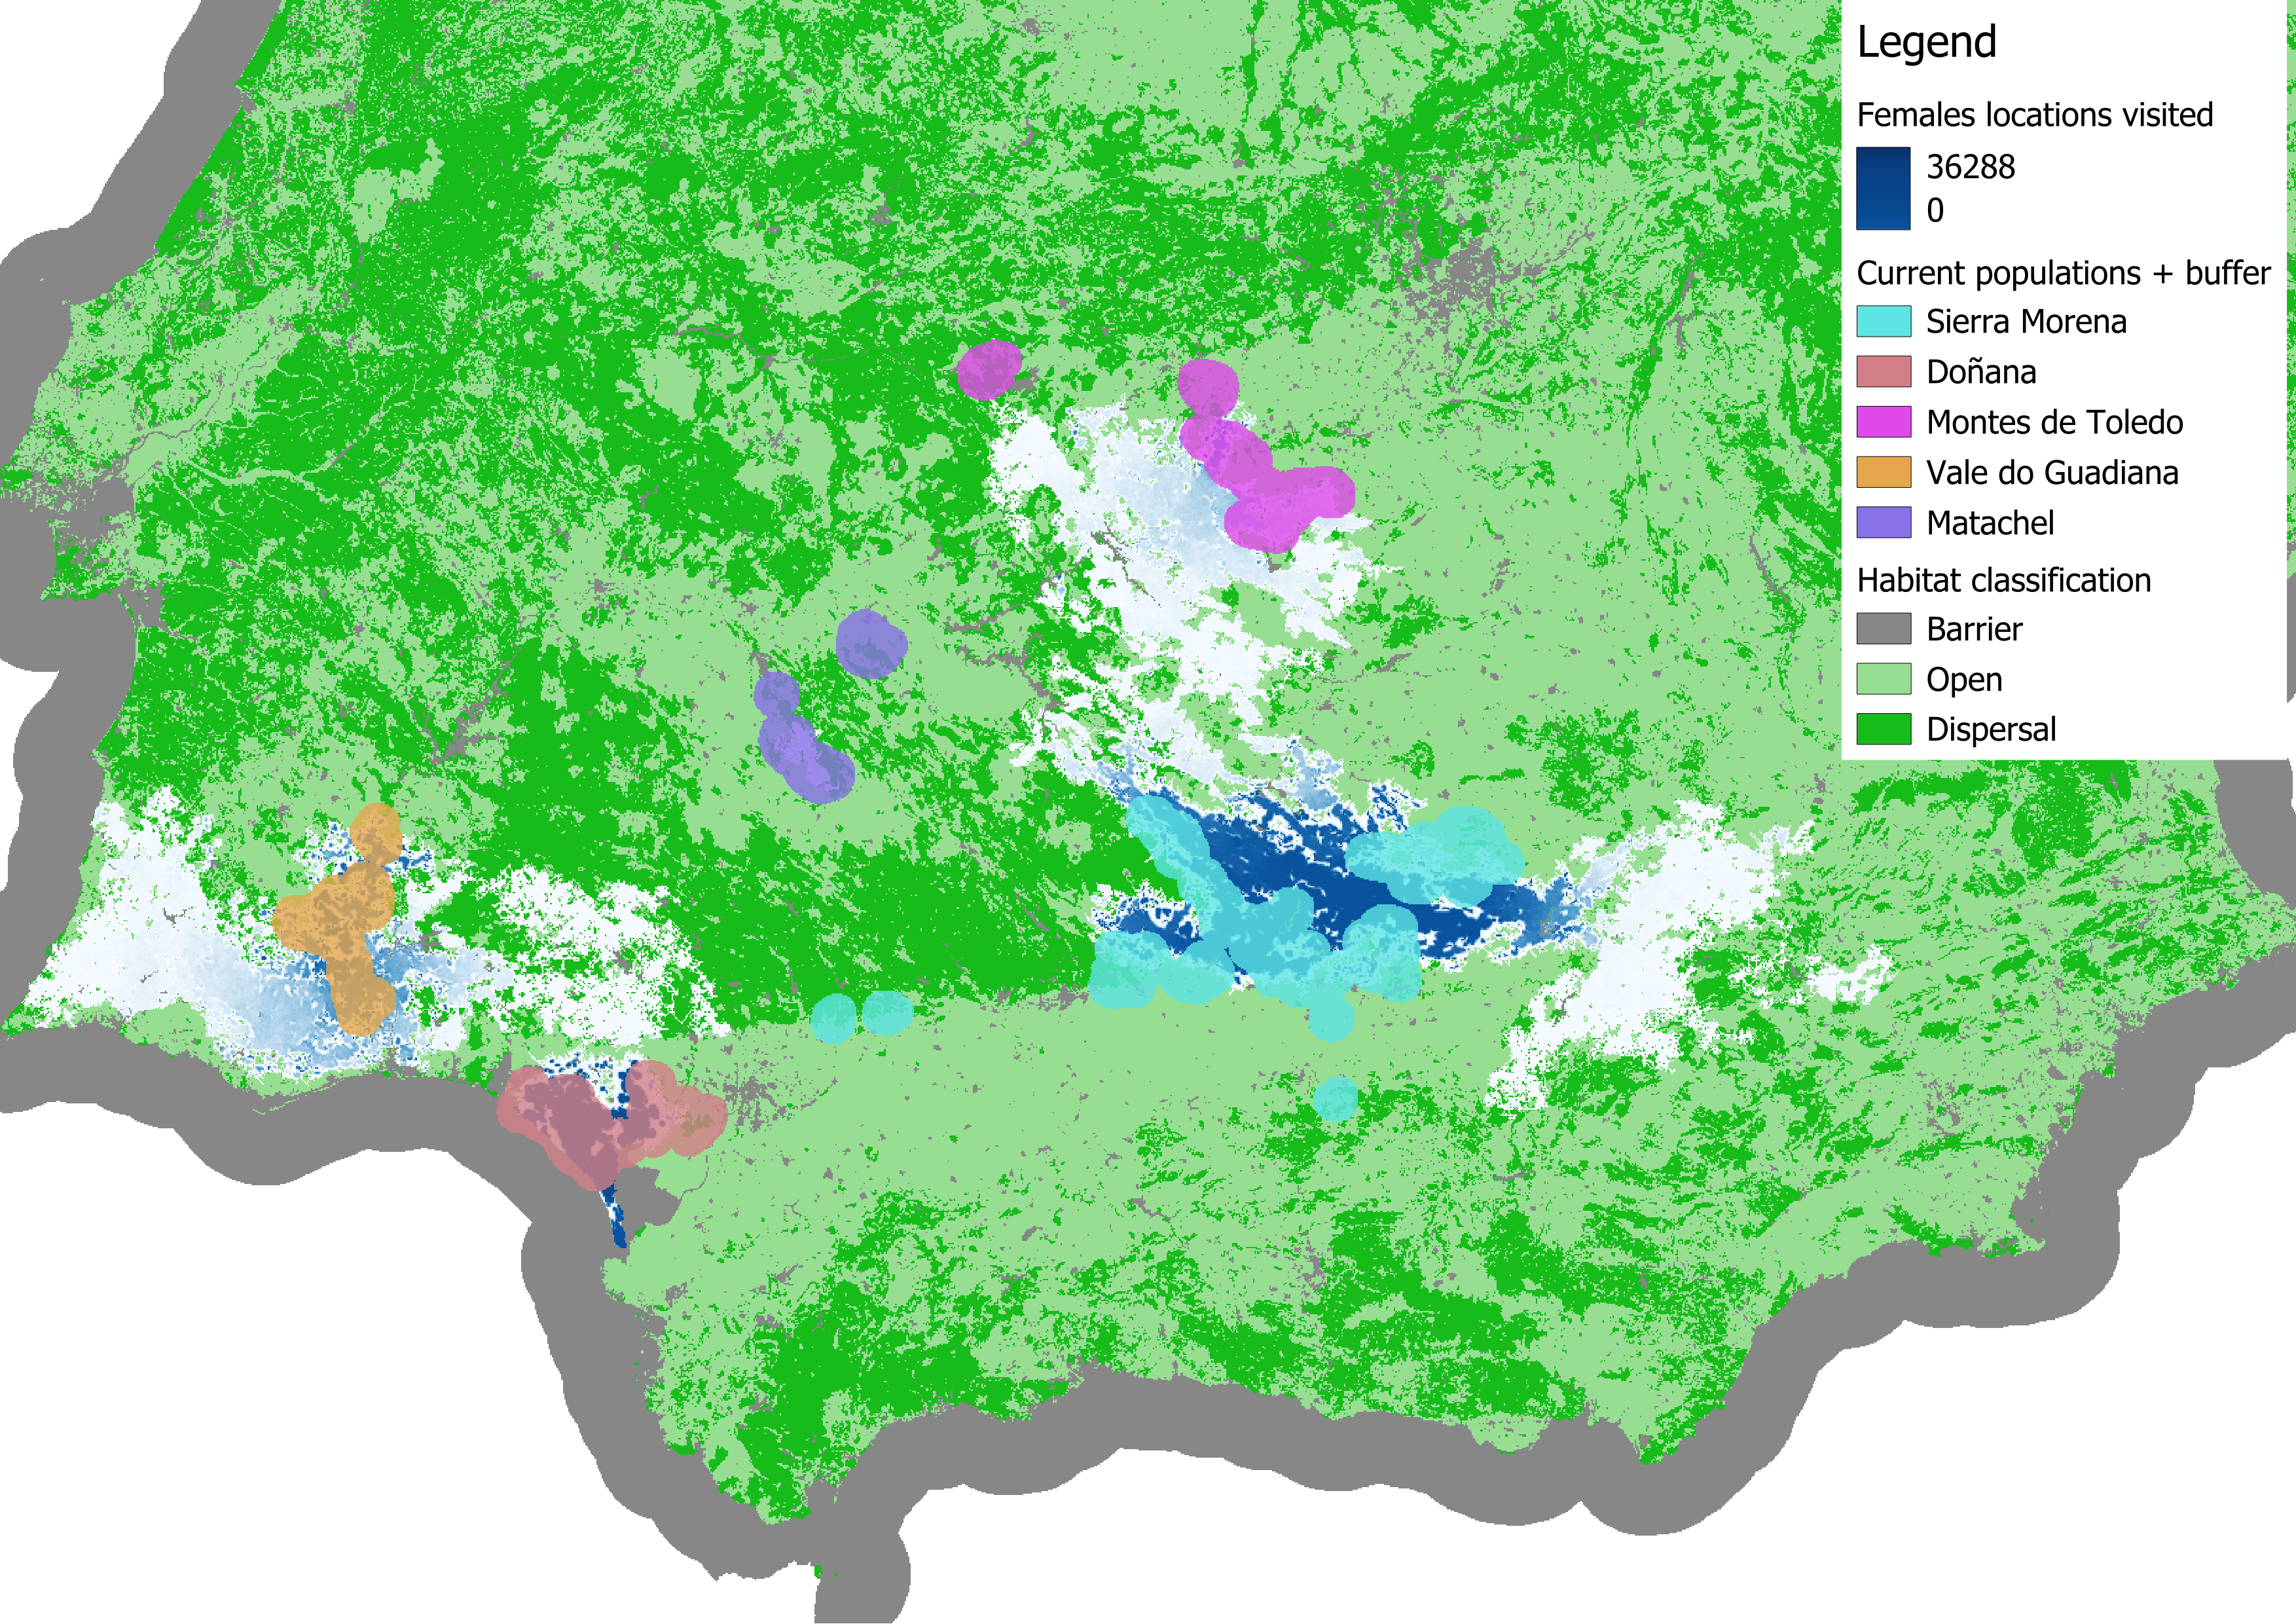 Legend
Females locations visited
36288
0
Current populations + buffer
Sierra Morena
Doñana
Montes de Toledo
Vale do Guadiana
Matachel
Habitat classification
Barrier
Open
Dispersal